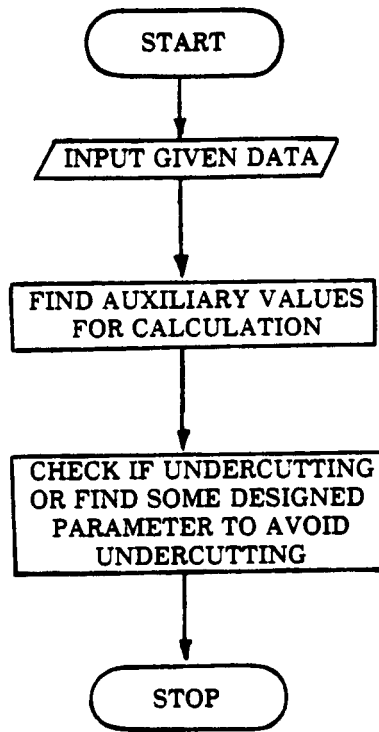 START
INPUT GIVEN DATA
FIND AUXILIARY VALUES
FOR CALCULATION
CHECK IF UNDERCUTTING
OR FIND SOME DESIGNED
PARAMETER TO AVOID
UNDERCUTTING
STOP